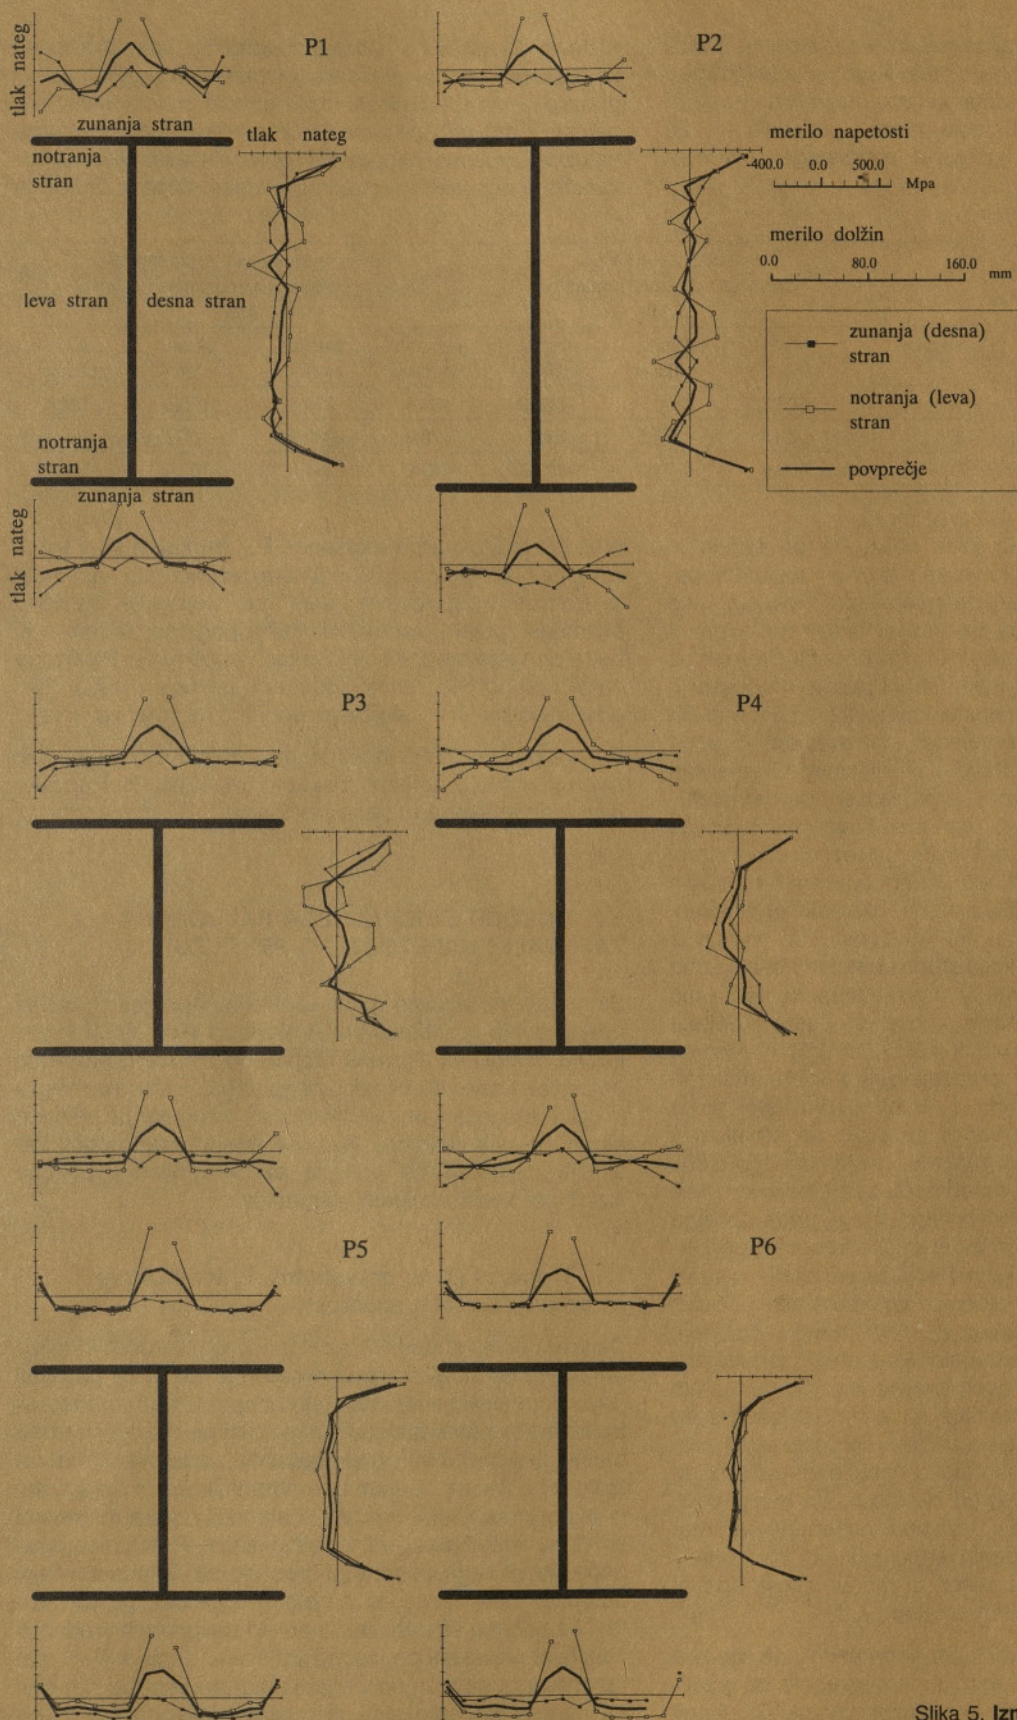 P1
P2
tlak nateg
zunanja stran
tlak nateg
notranja
stran
merilo napetosti
-400.0 0.0 500.0
Mpa
merilo dolžin
0.0 80.0 160.0
mm
leva stran
desna stran
zunanja (desna)
stran
notranja (leva)
stran
povprečje
notranja
stran
zunanja stran
tlak nateg
P3
P4
P5
P6
Slika 5.